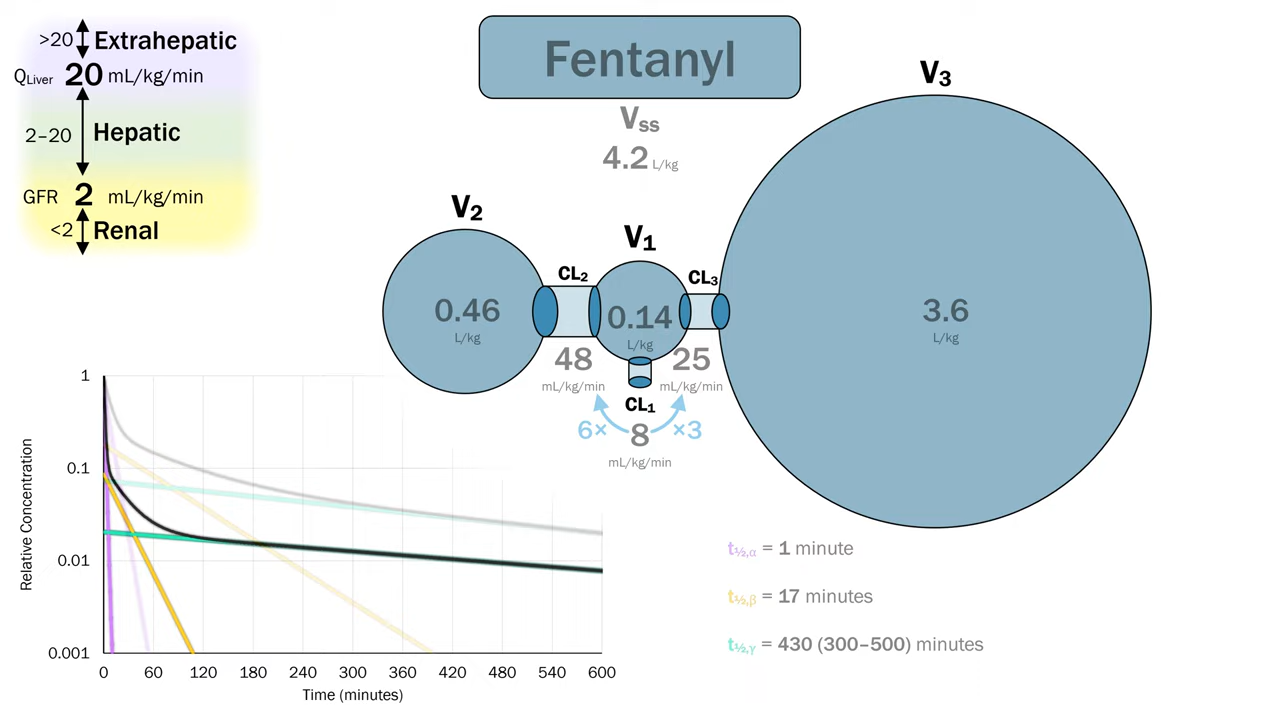 >20 Extrahepatic
QLiver 20 mL/kg/min
2–20 Hepatic
GFR 2 mL/kg/min
<2 Renal
Fentanyl
Vss
4.2 L/kg
V2
0.46
L/kg
CL2
48
mL/kg/min
V1
0.14
L/kg
CL3
25
mL/kg/min
CL1
6× 8 ×3
mL/kg/min
V3
3.6
L/kg
Relative Concentration
1
0.1
0.01
0.001
0 60 120 180 240 300 360 420 480 540 600
Time (minutes)
t½,α = 1 minute
t½,β = 17 minutes
t½,γ = 430 (300–500) minutes